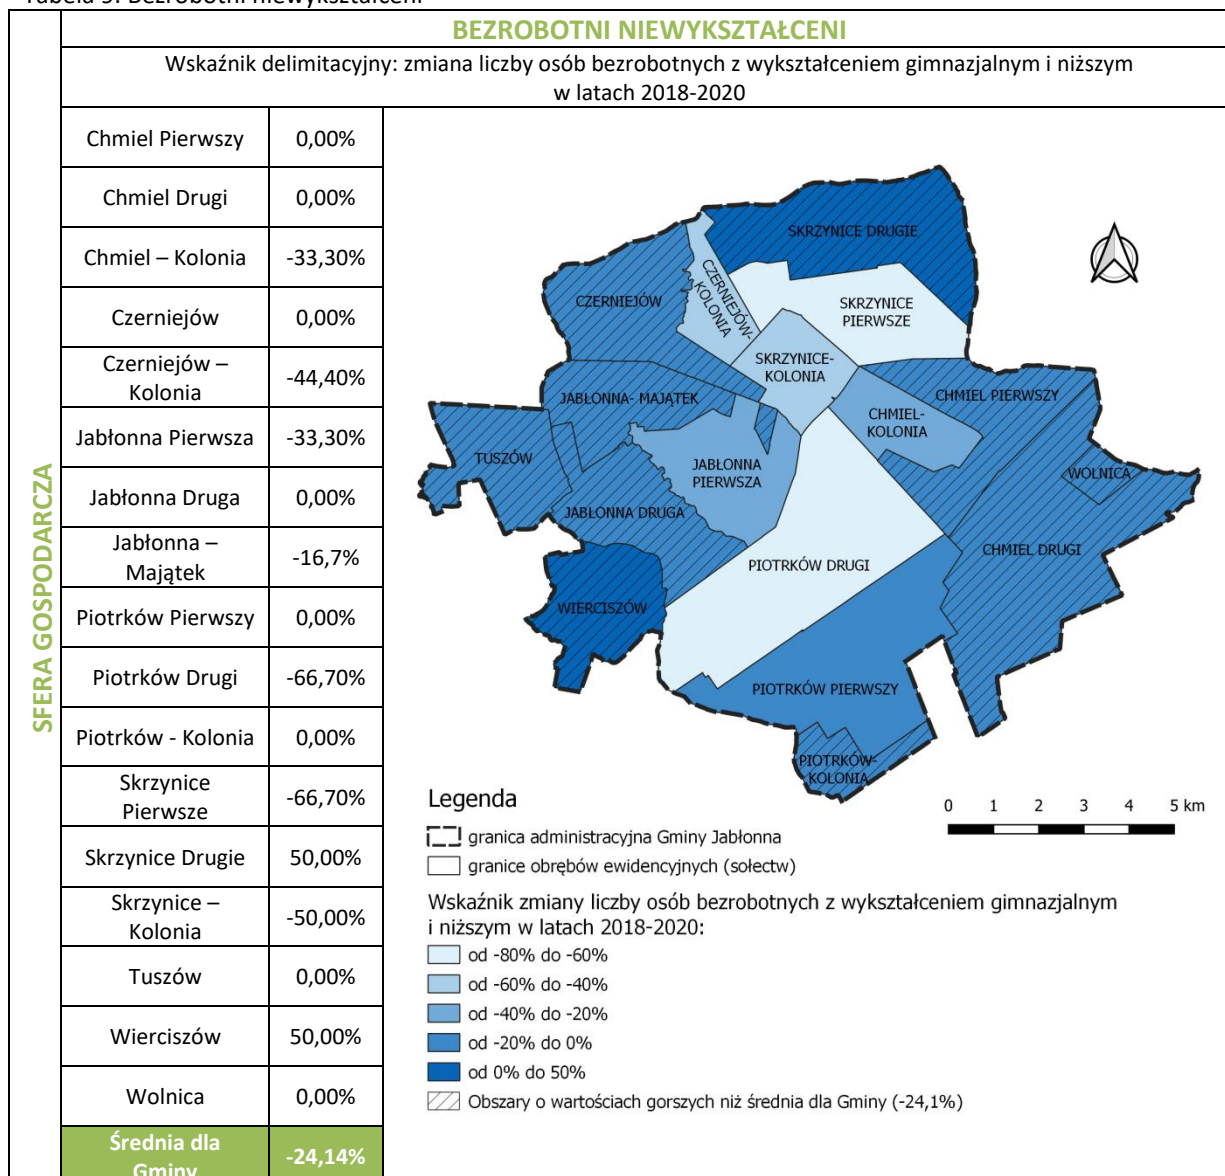 Tabela 9. Bezrobotni niewykształceni
BEZROBOTNI NIEWYKSZTAŁCENI
Wskaźnik delimitacyjny: zmiana liczby osób bezrobotnych z wykształceniem gimnazjalnym i niższym
w latach 2018-2020
SFERA GOSPODARCZA
Chmiel Pierwszy 0,00%
Chmiel Drugi 0,00%
Chmiel – Kolonia -33,30%
Czerniejów 0,00%
Czerniejów –
Kolonia -44,40%
Jabłonna Pierwsza -33,30%
Jabłonna Druga 0,00%
Jabłonna –
Majątek -16,7%
Piotrków Pierwszy 0,00%
Piotrków Drugi -66,70%
Piotrków - Kolonia 0,00%
Skrzynice
Pierwsze -66,70%
Skrzynice Drugie 50,00%
Skrzynice –
Kolonia -50,00%
Tuszów 0,00%
Wierciszów 50,00%
Wolnica 0,00%
Średnia dla
Gminy -24,14%
SKRZYNICE DRUGIE
CZERNIEJÓW
CZERNIEJÓW-
KOLONIA
SKRZYNICE
PIERWSZE
SKRZYNICE-
KOLONIA
CHMIEL PIERWSZY
JABŁONNA- MAJĄTEK
CHMIEL-
KOLONIA
TUSZÓW
JABŁONNA
PIERWSZA
WOLNICA
JABŁONNA DRUGA
CHMIEL DRUGI
PIOTRKÓW DRUGI
WIERCISZÓW
PIOTRKÓW PIERWSZY
PIOTRKÓW-
KOLONIA
0 1 2 3 4 5 km
Legenda
granica administracyjna Gminy Jabłonna
granice obrębów ewidencyjnych (sołectw)
Wskaźnik zmiany liczby osób bezrobotnych z wykształceniem gimnazjalnym
i niższym w latach 2018-2020:
od -80% do -60%
od -60% do -40%
od -40% do -20%
od -20% do 0%
od 0% do 50%
Obszary o wartościach gorszych niż średnia dla Gminy (-24,1%)